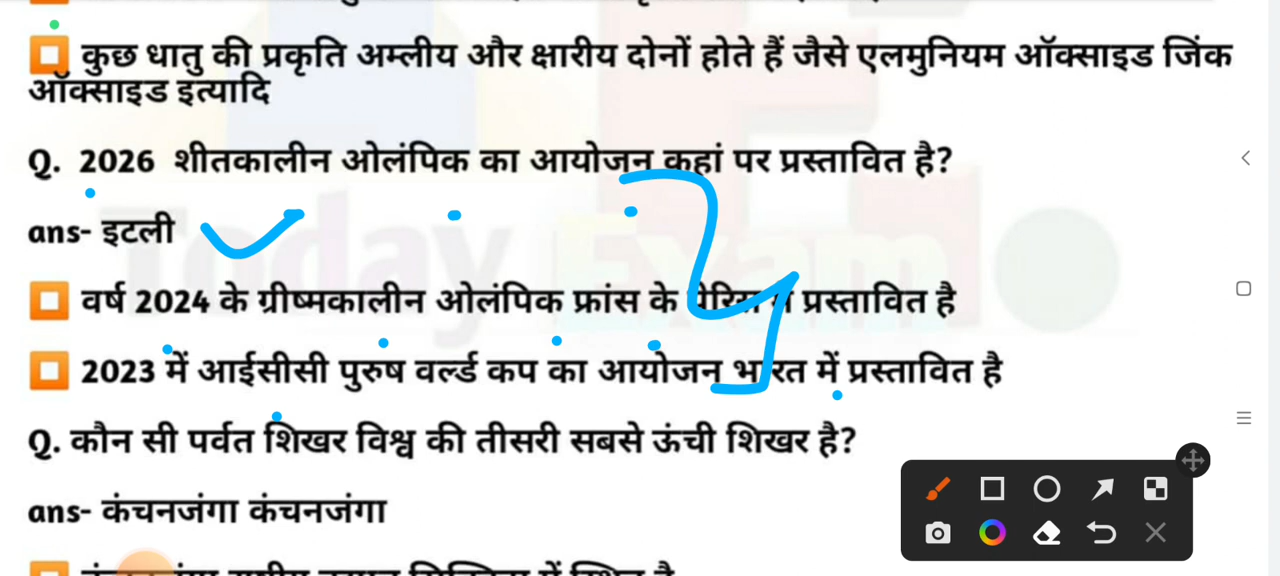 कुछ धातु की प्रकृति अम्लीय और क्षारीय दोनों होते हैं जैसे एलमुनियम ऑक्साइड जिंक
ऑक्साइड इत्यादि
Q. 2026 शीतकालीन ओलंपिक का आयोजन कहां पर प्रस्तावित है?
ans- इटली
Today Exam
वर्ष 2024 के ग्रीष्मकालीन ओलंपिक फ्रांस के पेरिस में प्रस्तावित है
2023 में आईसीसी पुरुष वर्ल्ड कप का आयोजन भारत में प्रस्तावित है
Q. कौन सी पर्वत शिखर विश्व की तीसरी सबसे ऊंची शिखर है?
ans- कंचनजंगा कंचनजंगा